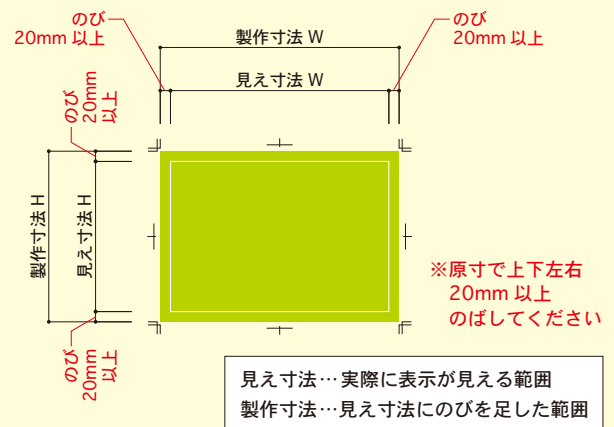 のび
20mm 以上
製作寸法 W
のび
20mm 以上
見え寸法 W
のび
20mm
以上
製作寸法 H
見え寸法 H
のび
20mm
以上
※原寸で上下左右
20mm 以上
のばしてください
見え寸法…実際に表示が見える範囲
製作寸法…見え寸法にのびを足した範囲